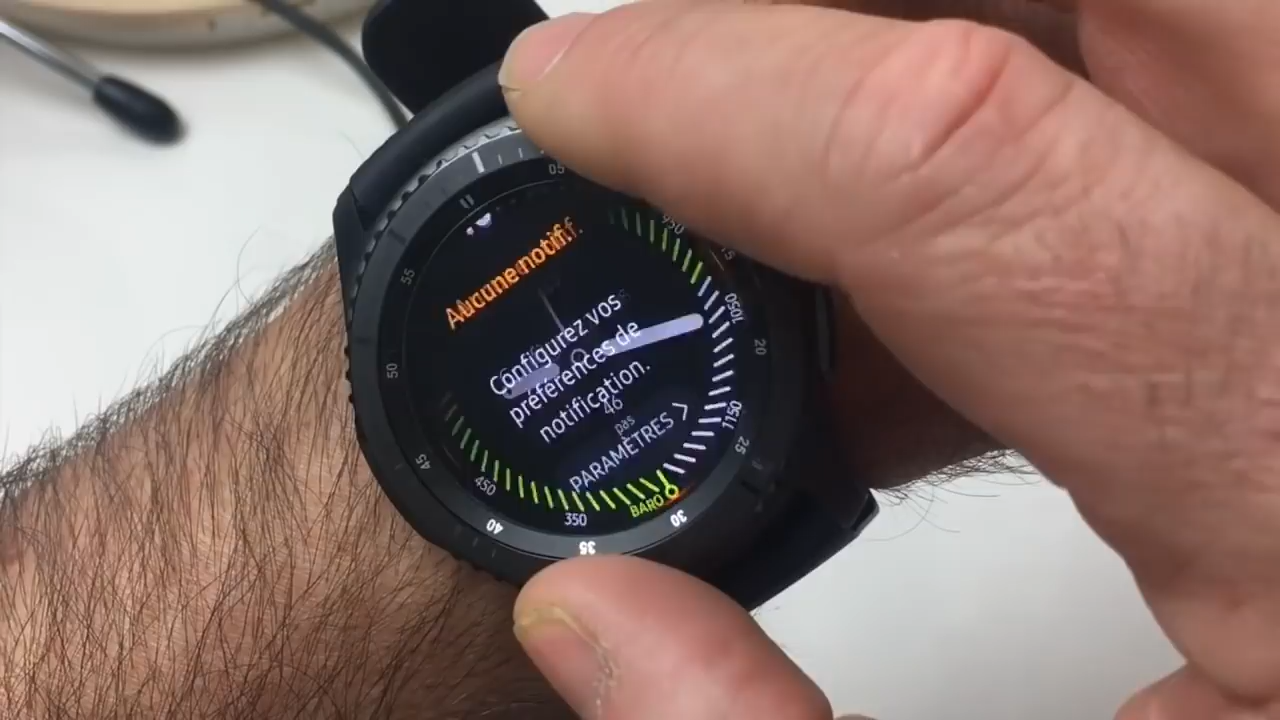 Aucune notif.
Configurez vos
préférences de
notification.
46
pas
PARAMÈTRES >
BARO
950
1050
1150
350
450
05
15
20
25
30
35
40
45
50
55